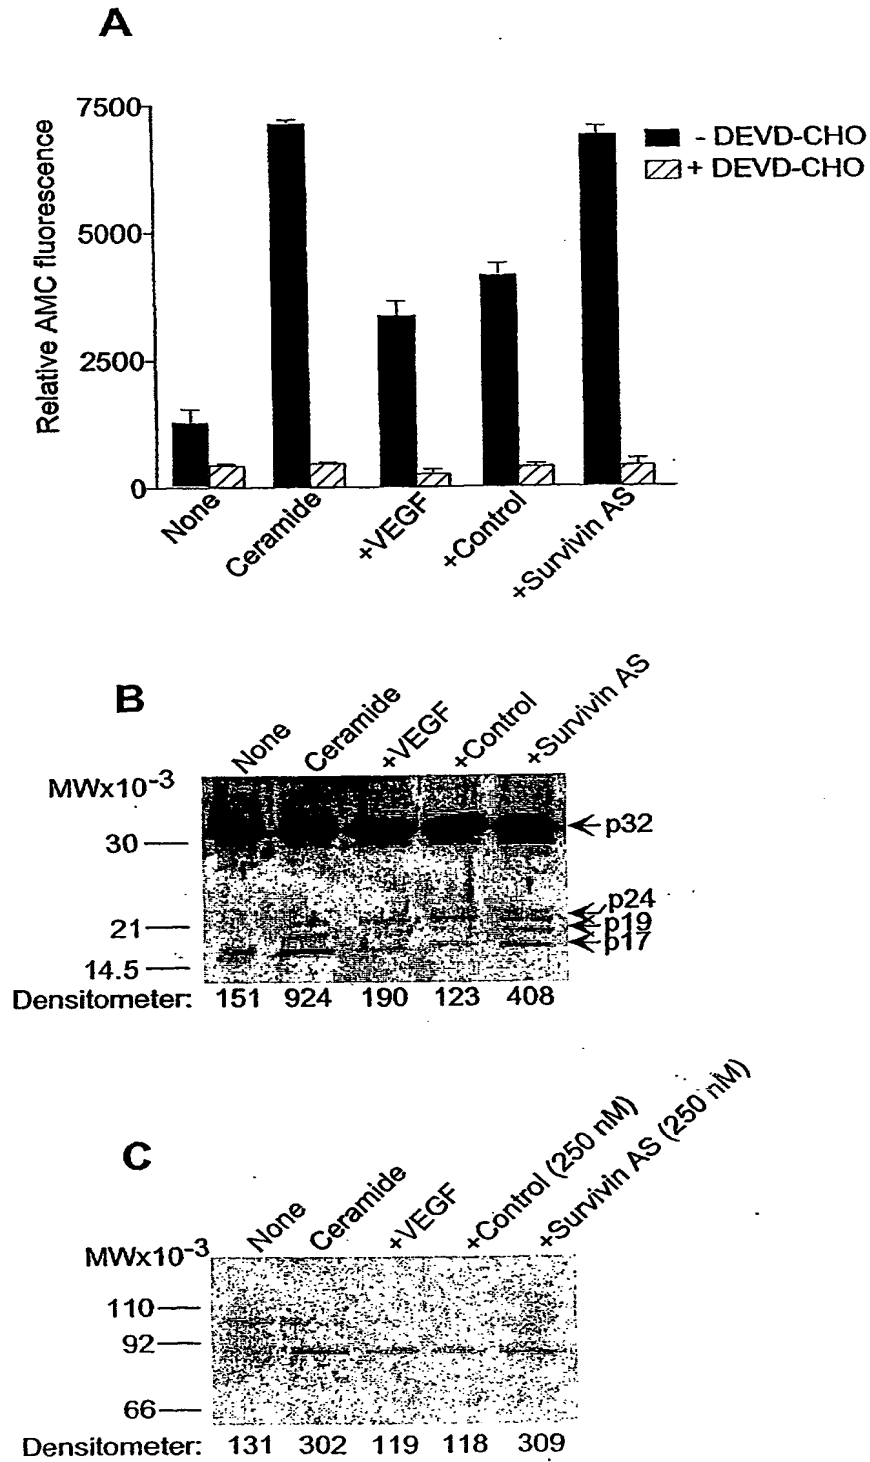 A
7500
5000
2500
0
Relative AMC fluorescence
- DEVD-CHO
+ DEVD-CHO
None
Ceramide
+VEGF
+Control
+Survivin AS
B
None
Ceramide
+VEGF
+Control
+Survivin AS
MWx10-3
30
21
14.5
p32
p24
p19
p17
Densitometer: 151 924 190 123 408
C
None
Ceramide
+VEGF
+Control (250 nM)
+Survivin AS (250 nM)
MWx10-3
110
92
66
Densitometer: 131 302 119 118 309